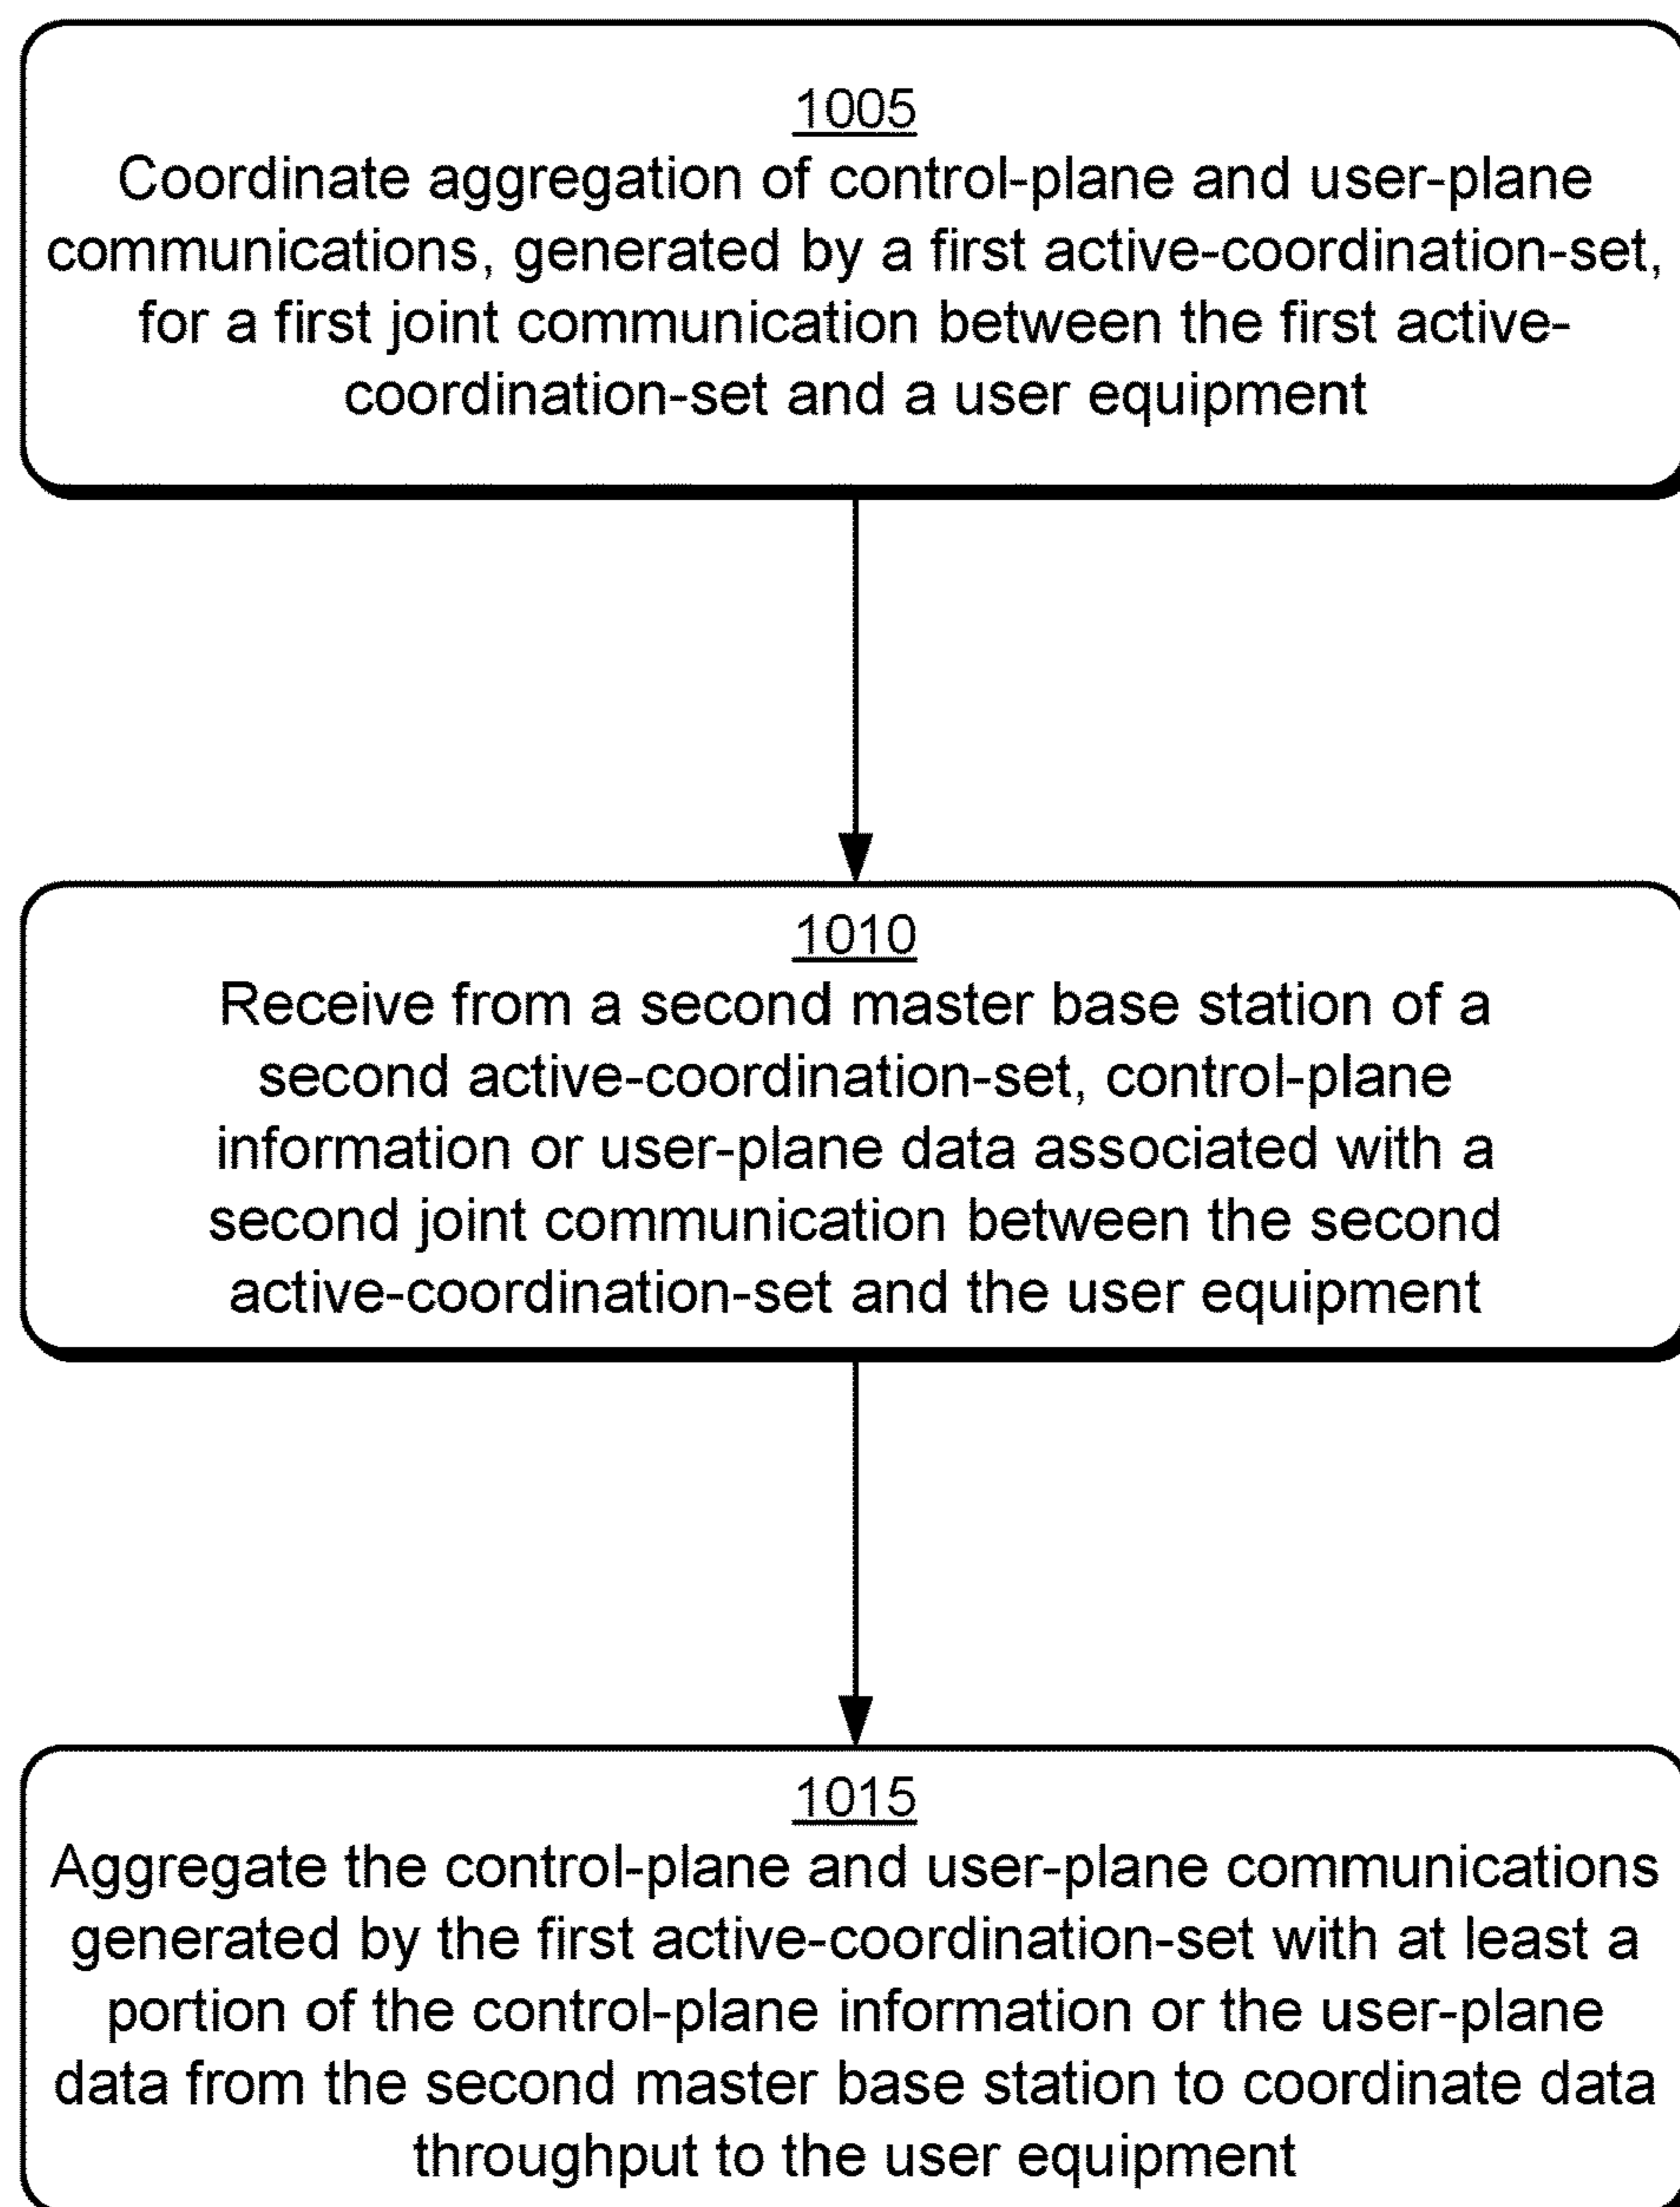 1005
Coordinate aggregation of control-plane and user-plane
communications, generated by a first active-coordination-set,
for a first joint communication between the first active-
coordination-set and a user equipment
1010
Receive from a second master base station of a
second active-coordination-set, control-plane
information or user-plane data associated with a
second joint communication between the second
active-coordination-set and the user equipment
1015
Aggregate the control-plane and user-plane communications
generated by the first active-coordination-set with at least a
portion of the control-plane information or the user-plane
data from the second master base station to coordinate data
throughput to the user equipment